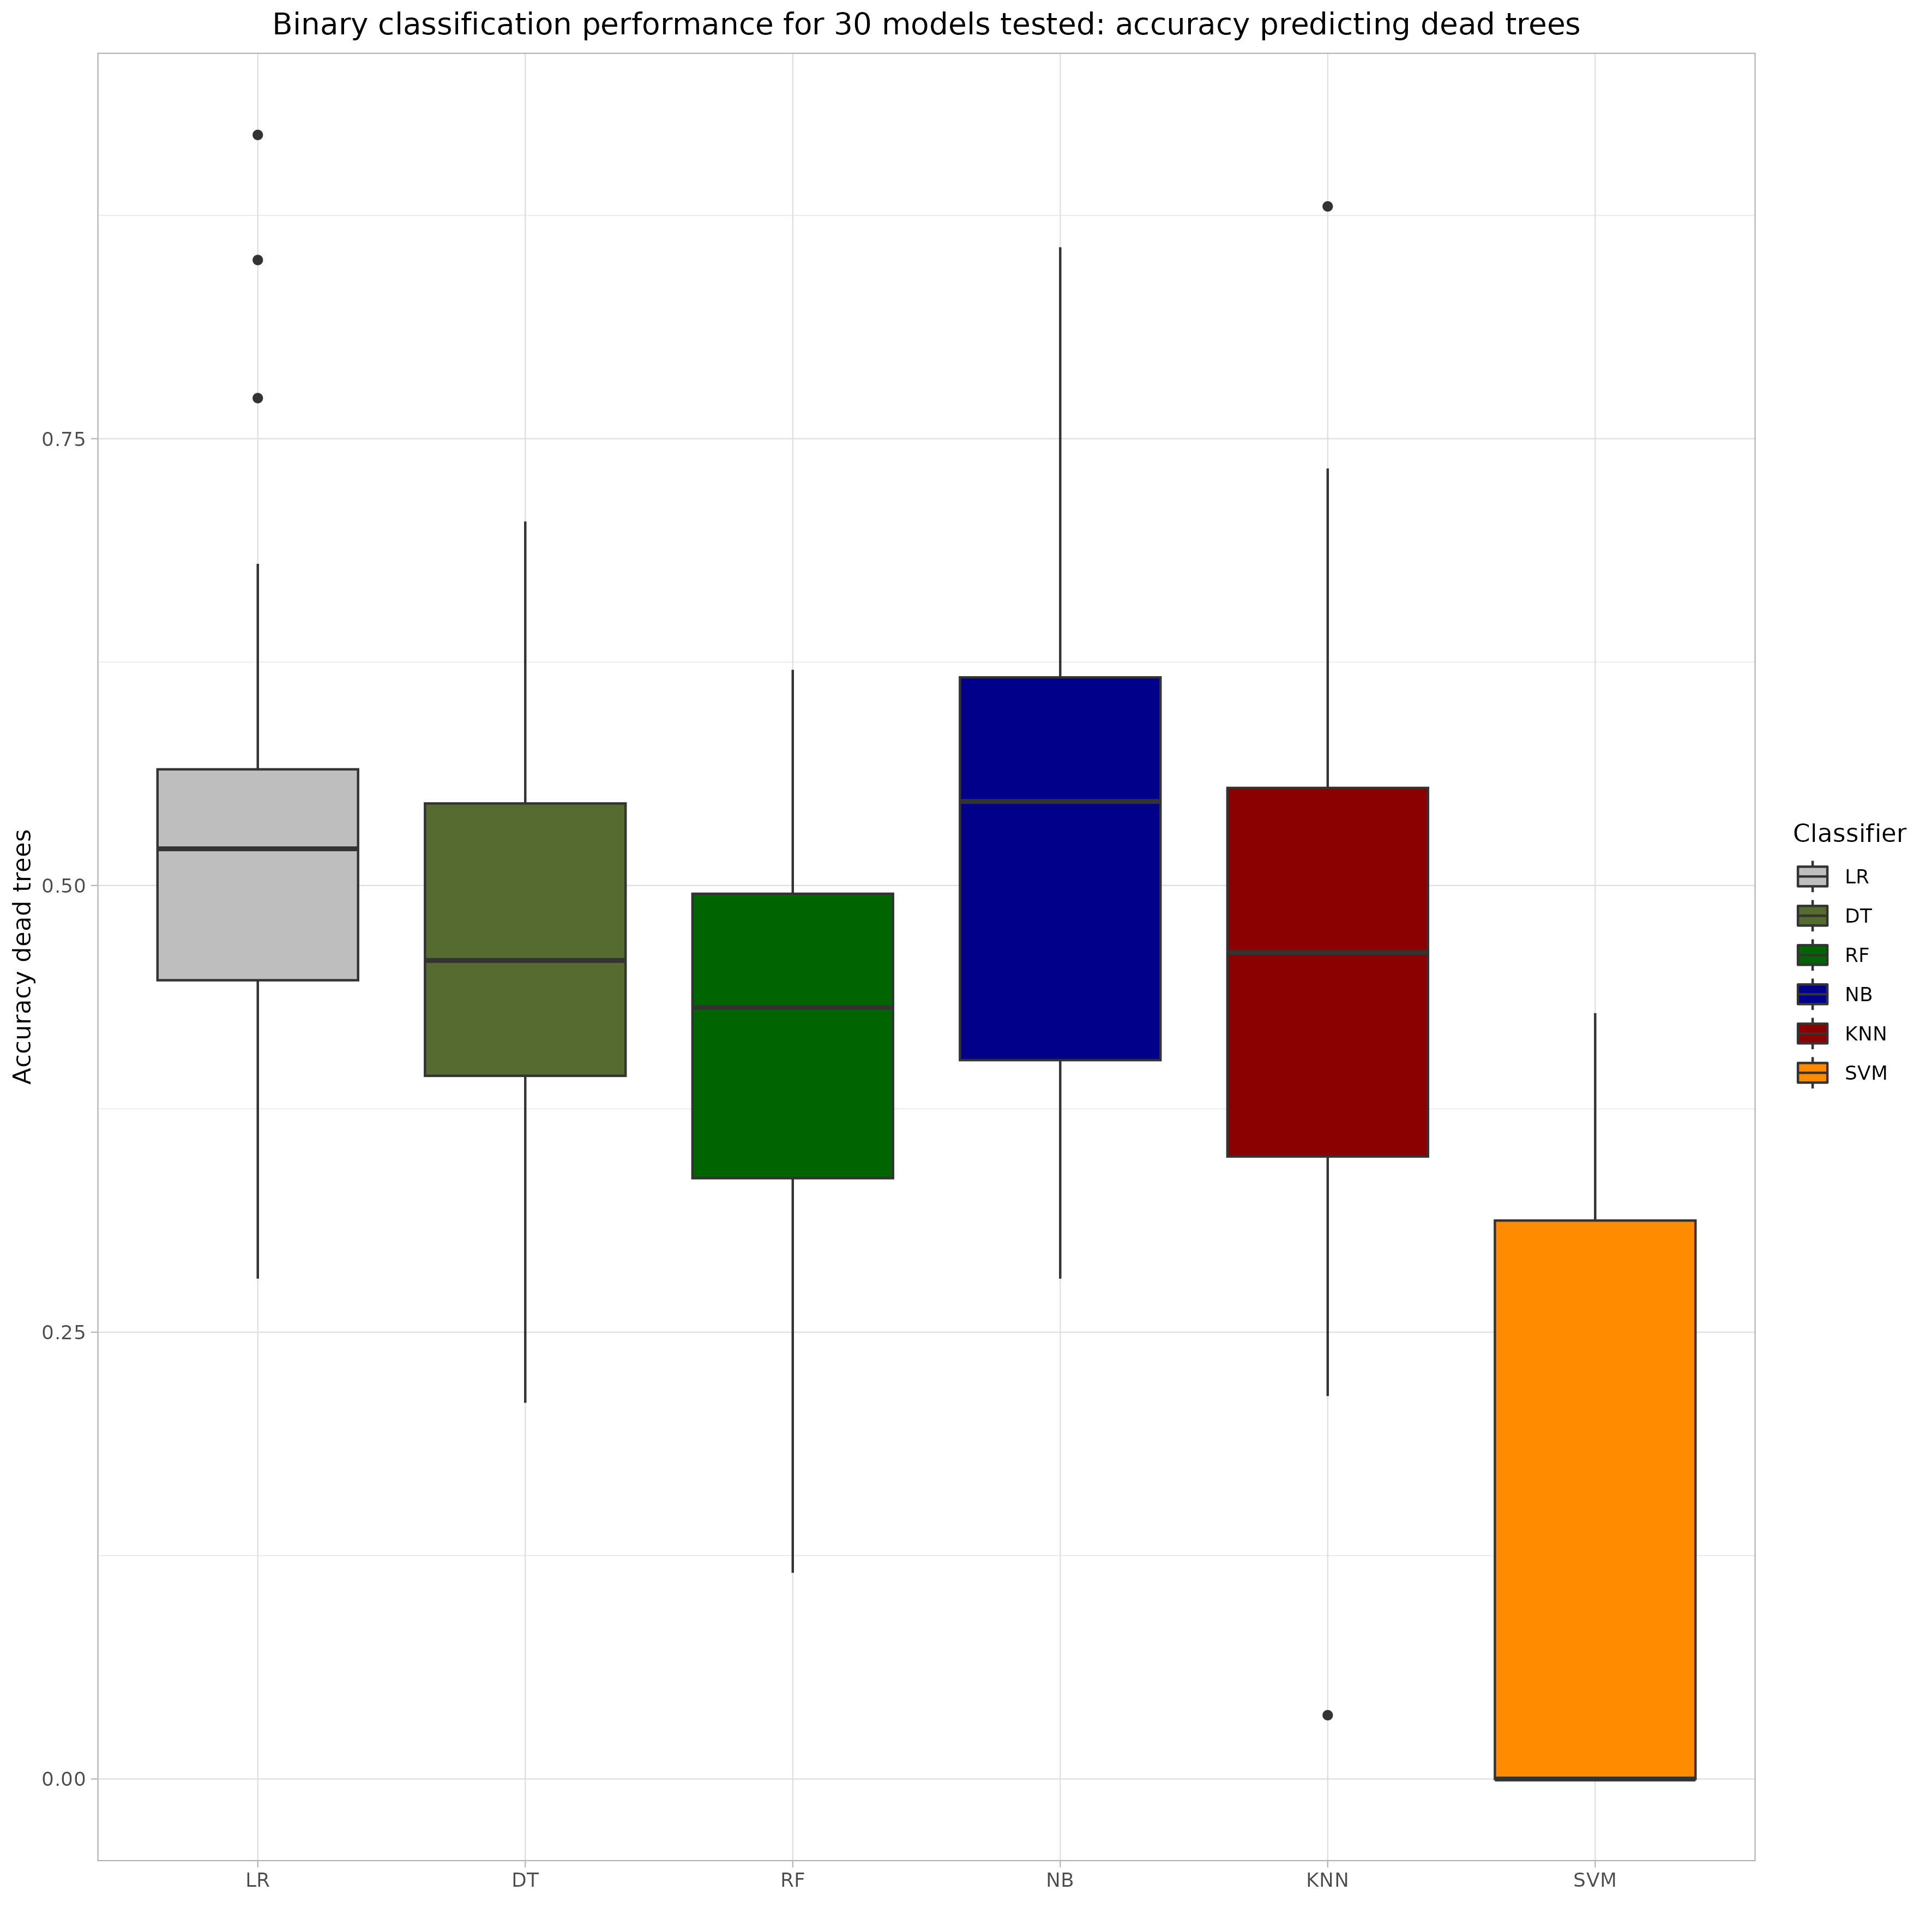 Binary classification performance for 30 models tested: accuracy predicting dead trees
Accuracy dead trees
0.75
0.50
0.25
0.00
LR
DT
RF
NB
KNN
SVM
Classifier
LR
DT
RF
NB
KNN
SVM